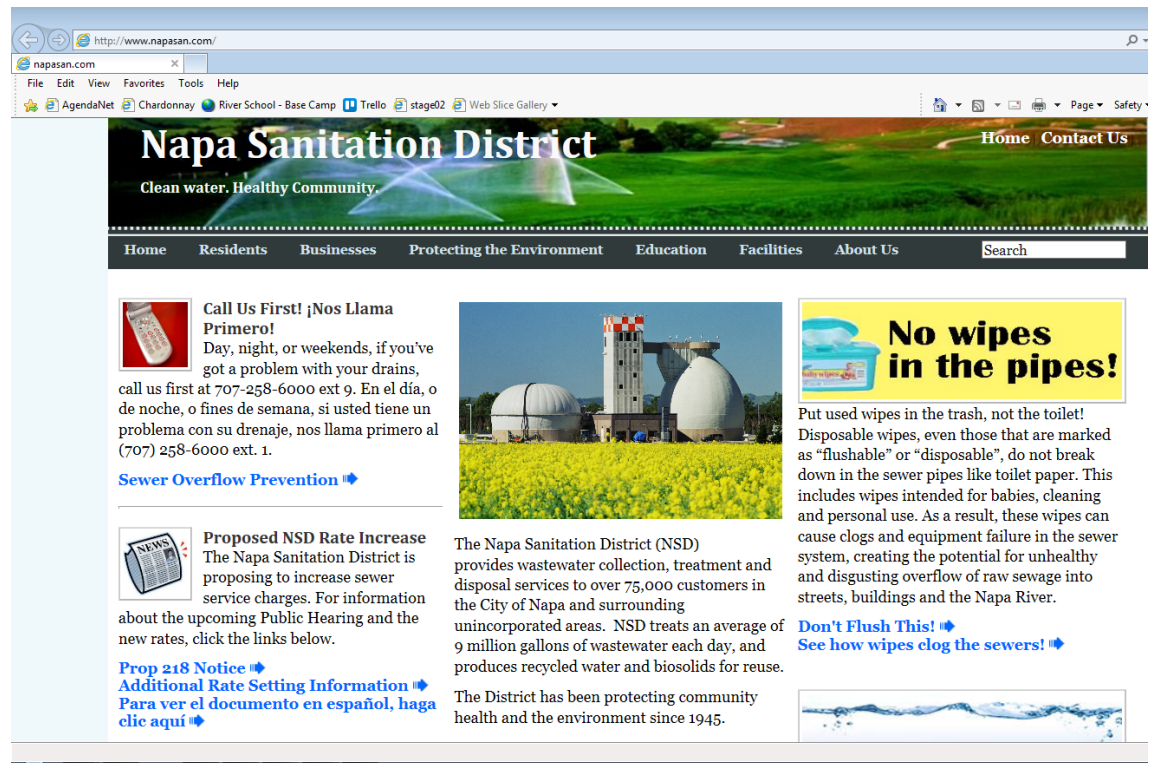 http://www.napasan.com/
napasan.com
File Edit View Favorites Tools Help
AgendaNet Chardonnay River School - Base Camp Trello stage02 Web Slice Gallery
Page Safety
Napa Sanitation District
Home Contact Us
Clean water. Healthy Community.
Home Residents Businesses Protecting the Environment Education Facilities About Us Search
Call Us First! ¡Nos Llama
Primero!
Day, night, or weekends, if you've
got a problem with your drains,
call us first at 707-258-6000 ext 9. En el día, o
de noche, o fines de semana, si usted tiene un
problema con su drenaje, nos llama primero al
(707) 258-6000 ext. 1.
Sewer Overflow Prevention
NEWS
Proposed NSD Rate Increase
The Napa Sanitation District is
proposing to increase sewer
service charges. For information
about the upcoming Public Hearing and the
new rates, click the links below.
Prop 218 Notice
Additional Rate Setting Information
Para ver el documento en español, haga
clic aquí
The Napa Sanitation District (NSD)
provides wastewater collection, treatment and
disposal services to over 75,000 customers in
the City of Napa and surrounding
unincorporated areas.  NSD treats an average of
9 million gallons of wastewater each day, and
produces recycled water and biosolids for reuse.
The District has been protecting community
health and the environment since 1945.
No wipes
in the pipes!
baby wipes
Put used wipes in the trash, not the toilet!
Disposable wipes, even those that are marked
as "flushable" or "disposable", do not break
down in the sewer pipes like toilet paper. This
includes wipes intended for babies, cleaning
and personal use. As a result, these wipes can
cause clogs and equipment failure in the sewer
system, creating the potential for unhealthy
and disgusting overflow of raw sewage into
streets, buildings and the Napa River.
Don't Flush This!
See how wipes clog the sewers!